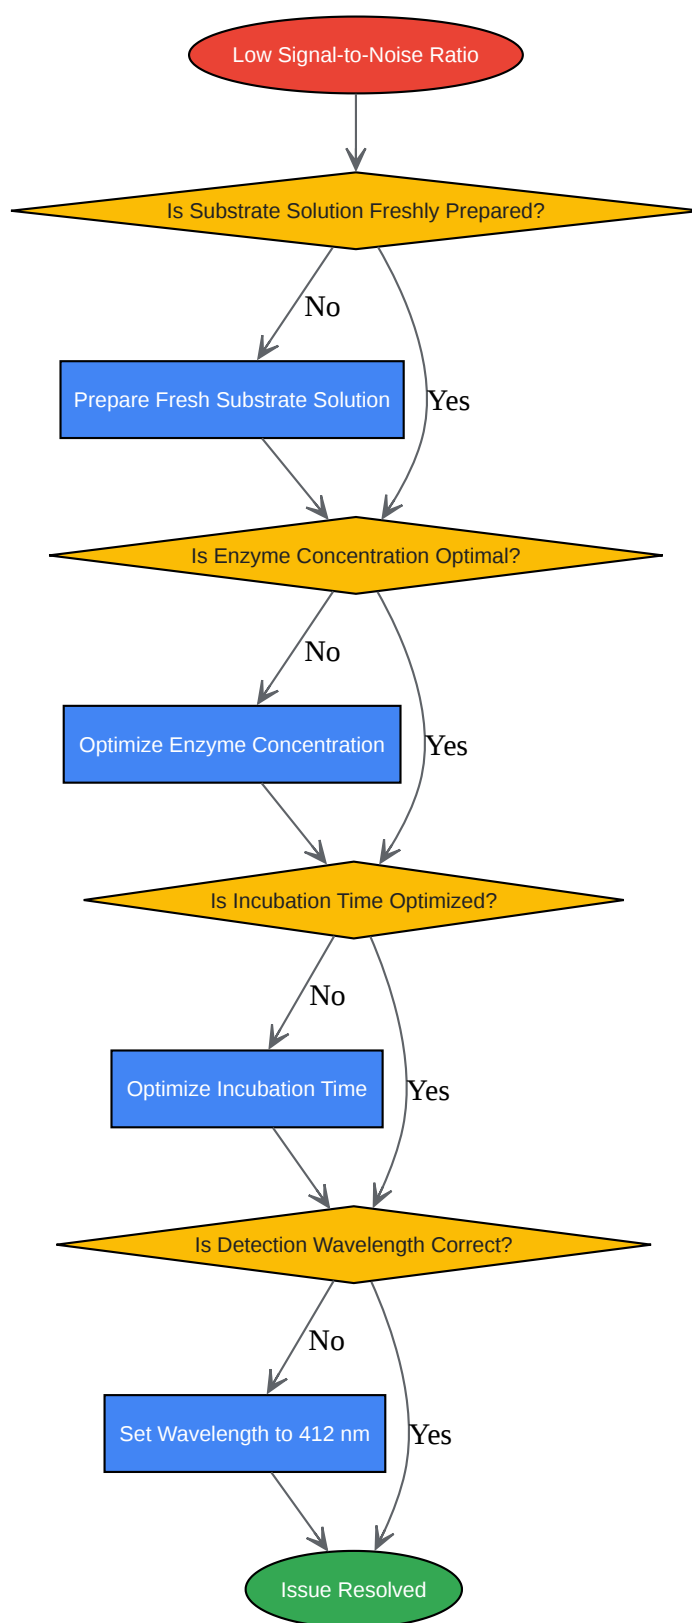 Low Signal-to-Noise Ratio
Is Substrate Solution Freshly Prepared?
No
Prepare Fresh Substrate Solution
Yes
Is Enzyme Concentration Optimal?
No
Optimize Enzyme Concentration
Yes
Is Incubation Time Optimized?
No
Optimize Incubation Time
Yes
Is Detection Wavelength Correct?
No
Set Wavelength to 412 nm
Yes
Issue Resolved